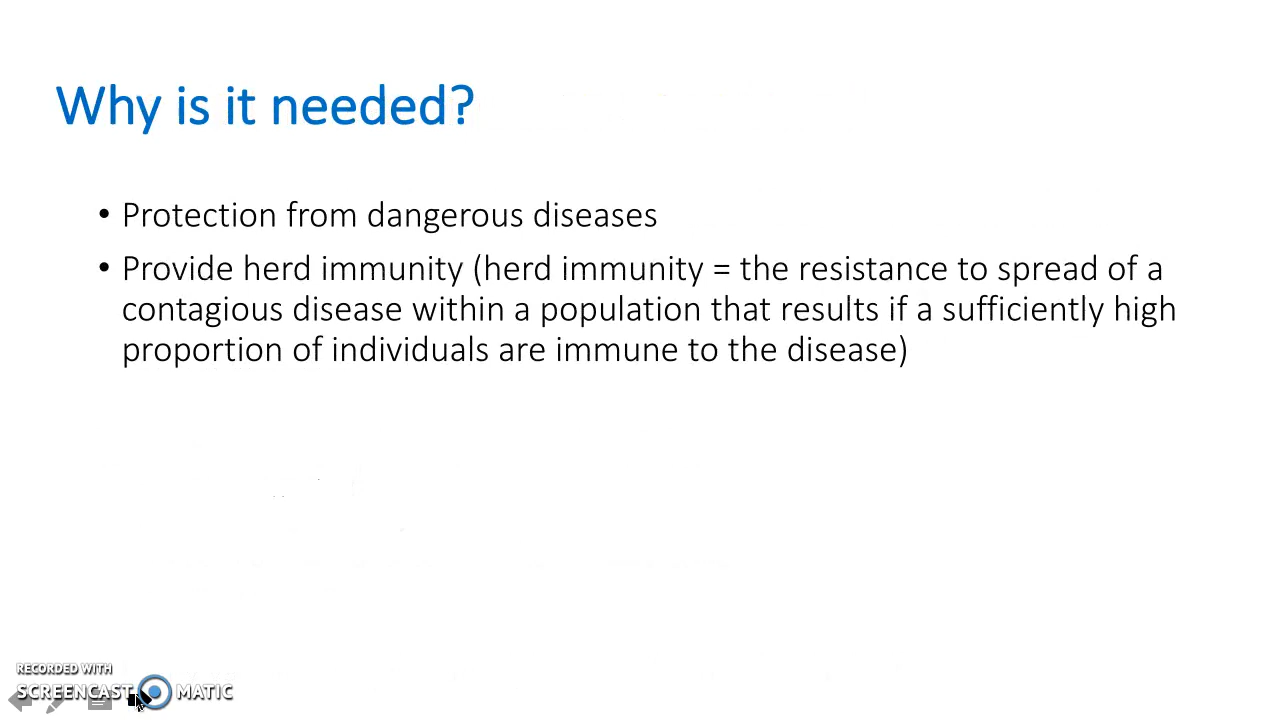 Why is it needed?
• Protection from dangerous diseases
• Provide herd immunity (herd immunity = the resistance to spread of a
contagious disease within a population that results if a sufficiently high
proportion of individuals are immune to the disease)
RECORDED WITH
SCREENCAST MATIC